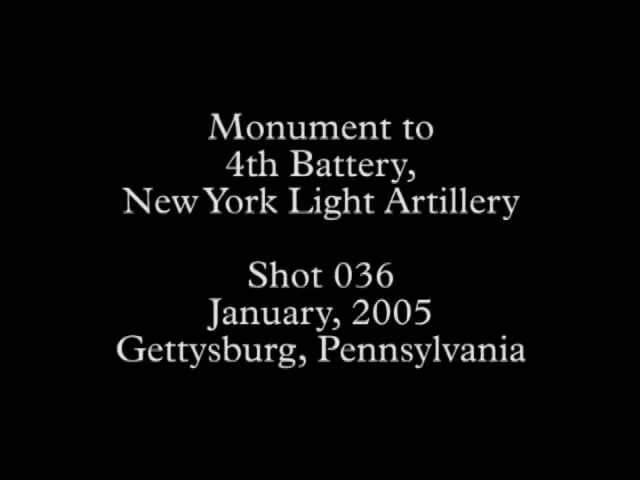 Monument to
4th Battery,
New York Light Artillery
Shot 036
January, 2005
Gettysburg, Pennsylvania